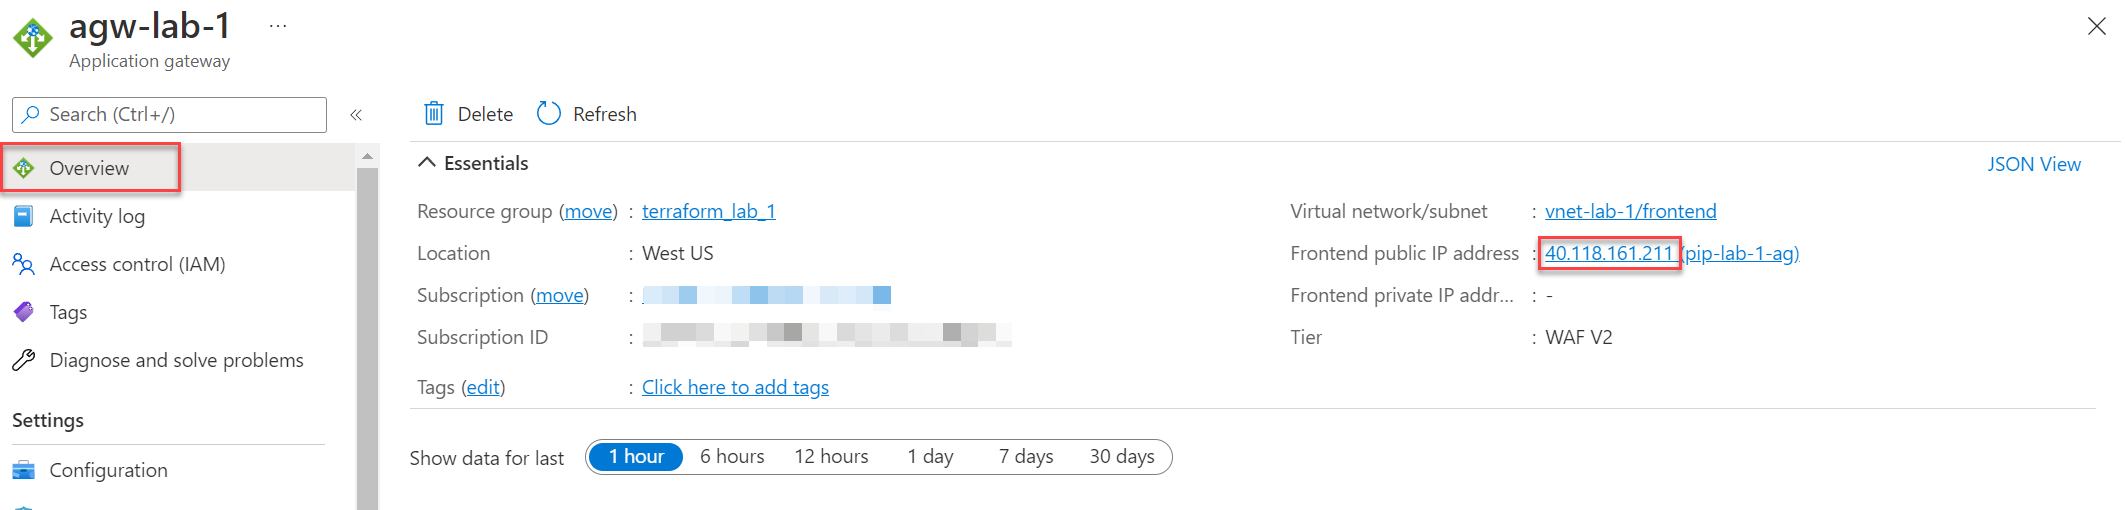 agw-lab-1 ...
Application gateway
Search (Ctrl+/) «
Overview
Activity log
Access control (IAM)
Tags
Diagnose and solve problems
Settings
Configuration
Delete Refresh
Essentials JSON View
Resource group (move) : terraform_lab_1
Location : West US
Subscription (move) :
Subscription ID :
Tags (edit) : Click here to add tags
Virtual network/subnet : vnet-lab-1/frontend
Frontend public IP address : 40.118.161.211 (pip-lab-1-ag)
Frontend private IP addr... : -
Tier : WAF V2
Show data for last 1 hour 6 hours 12 hours 1 day 7 days 30 days